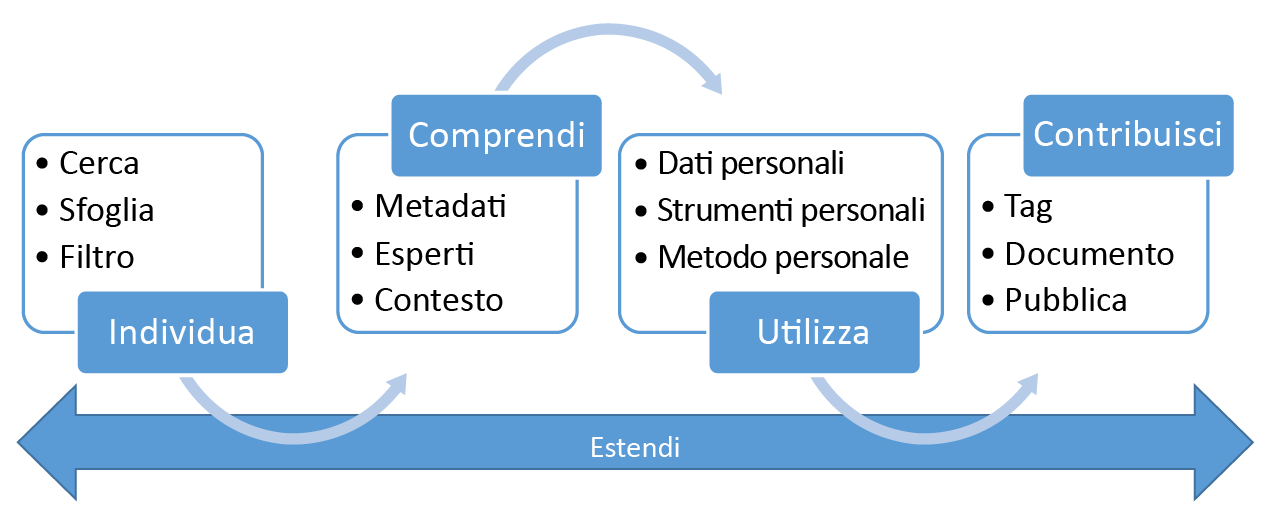 • Cerca
• Sfoglia
• Filtro
Individua
Comprendi
• Metadati
• Esperti
• Contesto
• Dati personali
• Strumenti personali
• Metodo personale
Utilizza
Contribuisci
• Tag
• Documento
• Pubblica
Estendi